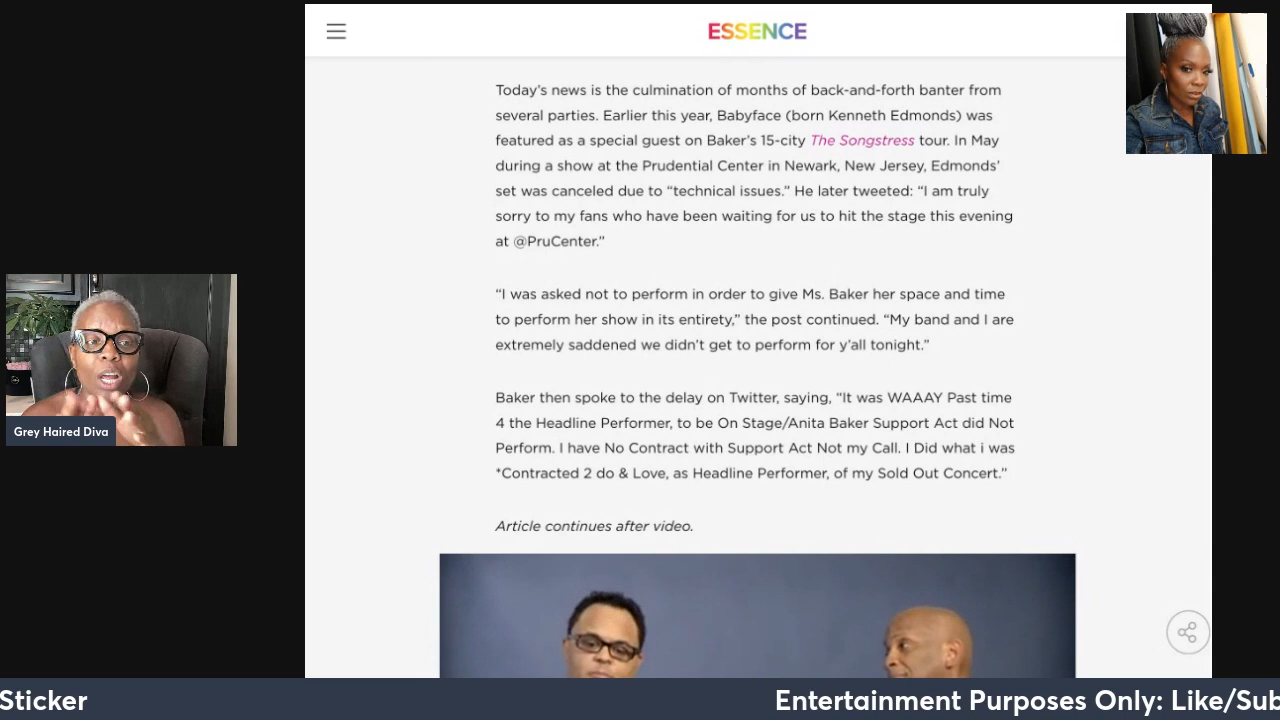 ESSENCE
Today's news is the culmination of months of back-and-forth banter from
several parties. Earlier this year, Babyface (born Kenneth Edmonds) was
featured as a special guest on Baker's 15-city The Songstress tour. In May
during a show at the Prudential Center in Newark, New Jersey, Edmonds'
set was canceled due to “technical issues.” He later tweeted: “I am truly
sorry to my fans who have been waiting for us to hit the stage this evening
at @PruCenter.”
“I was asked not to perform in order to give Ms. Baker her space and time
to perform her show in its entirety,” the post continued. “My band and I are
extremely saddened we didn't get to perform for y'all tonight.”
Baker then spoke to the delay on Twitter, saying, “It was WAAAY Past time
4 the Headline Performer, to be On Stage/Anita Baker Support Act did Not
Perform. I have No Contract with Support Act Not my Call. I Did what i was
*Contracted 2 do & Love, as Headline Performer, of my Sold Out Concert.”
Article continues after video.
Grey Haired Diva
Sticker
Entertainment Purposes Only: Like/Sub